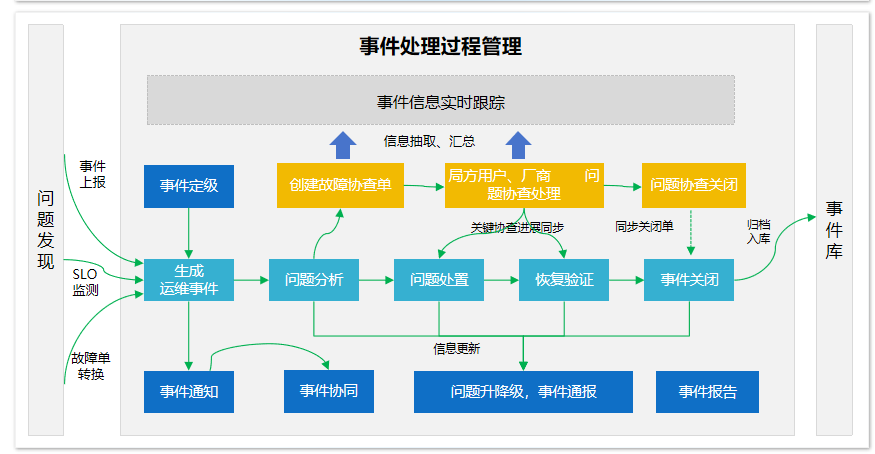 事件处理过程管理
事件信息实时跟踪
信息抽取、汇总
问
题
发
现
事件
上报
SLO
监测
故障单
转换
事件定级
创建故障协查单
局方用户、厂商 问
题协查处理
问题协查关闭
关键协查进展同步
同步关闭单
归档
入库
生成
运维事件
问题分析
问题处置
恢复验证
事件关闭
信息更新
事件通知
事件协同
问题升降级，事件通报
事件报告
事
件
库